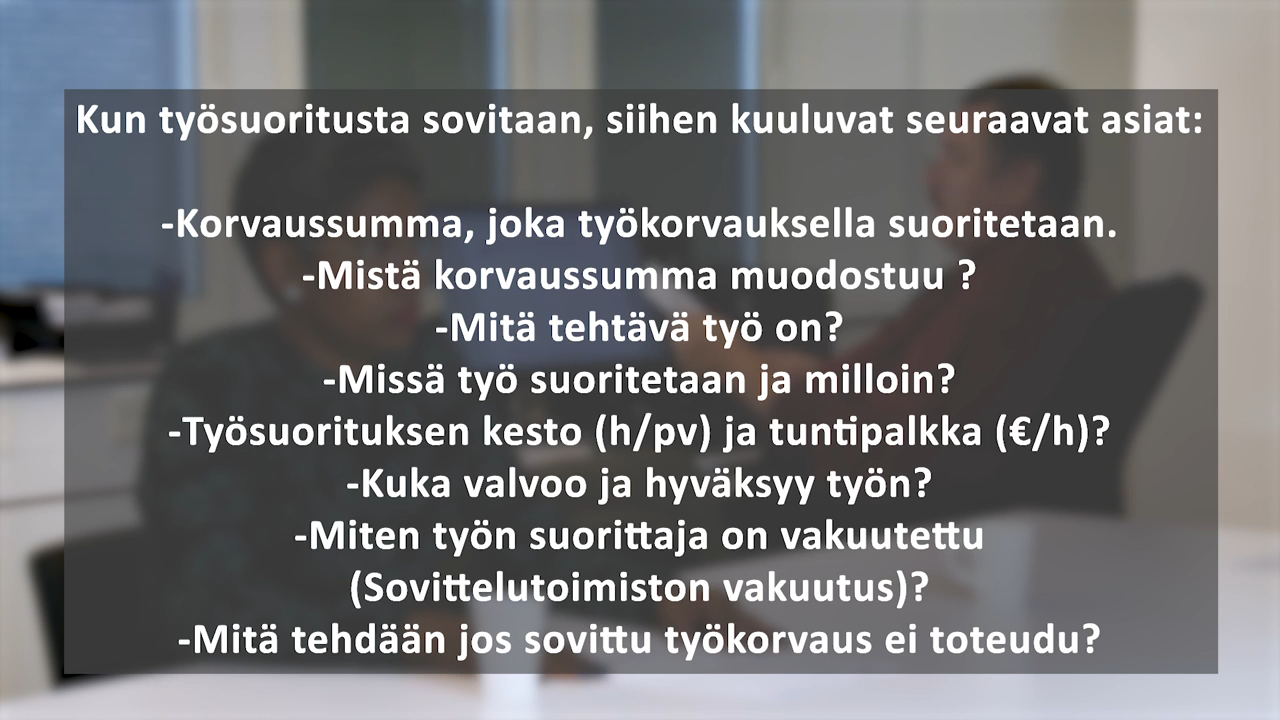 Kun työsuoritusta sovitaan, siihen kuuluvat seuraavat asiat:
-Korvaussumma, joka työkorvauksella suoritetaan.
-Mistä korvaussumma muodostuu ?
-Mitä tehtävä työ on?
-Missä työ suoritetaan ja milloin?
-Työsuorituksen kesto (h/pv) ja tuntipalkka (€/h)?
-Kuka valvoo ja hyväksyy työn?
-Miten työn suorittaja on vakuutettu
(Sovittelutoimiston vakuutus)?
-Mitä tehdään jos sovittu työkorvaus ei toteudu?